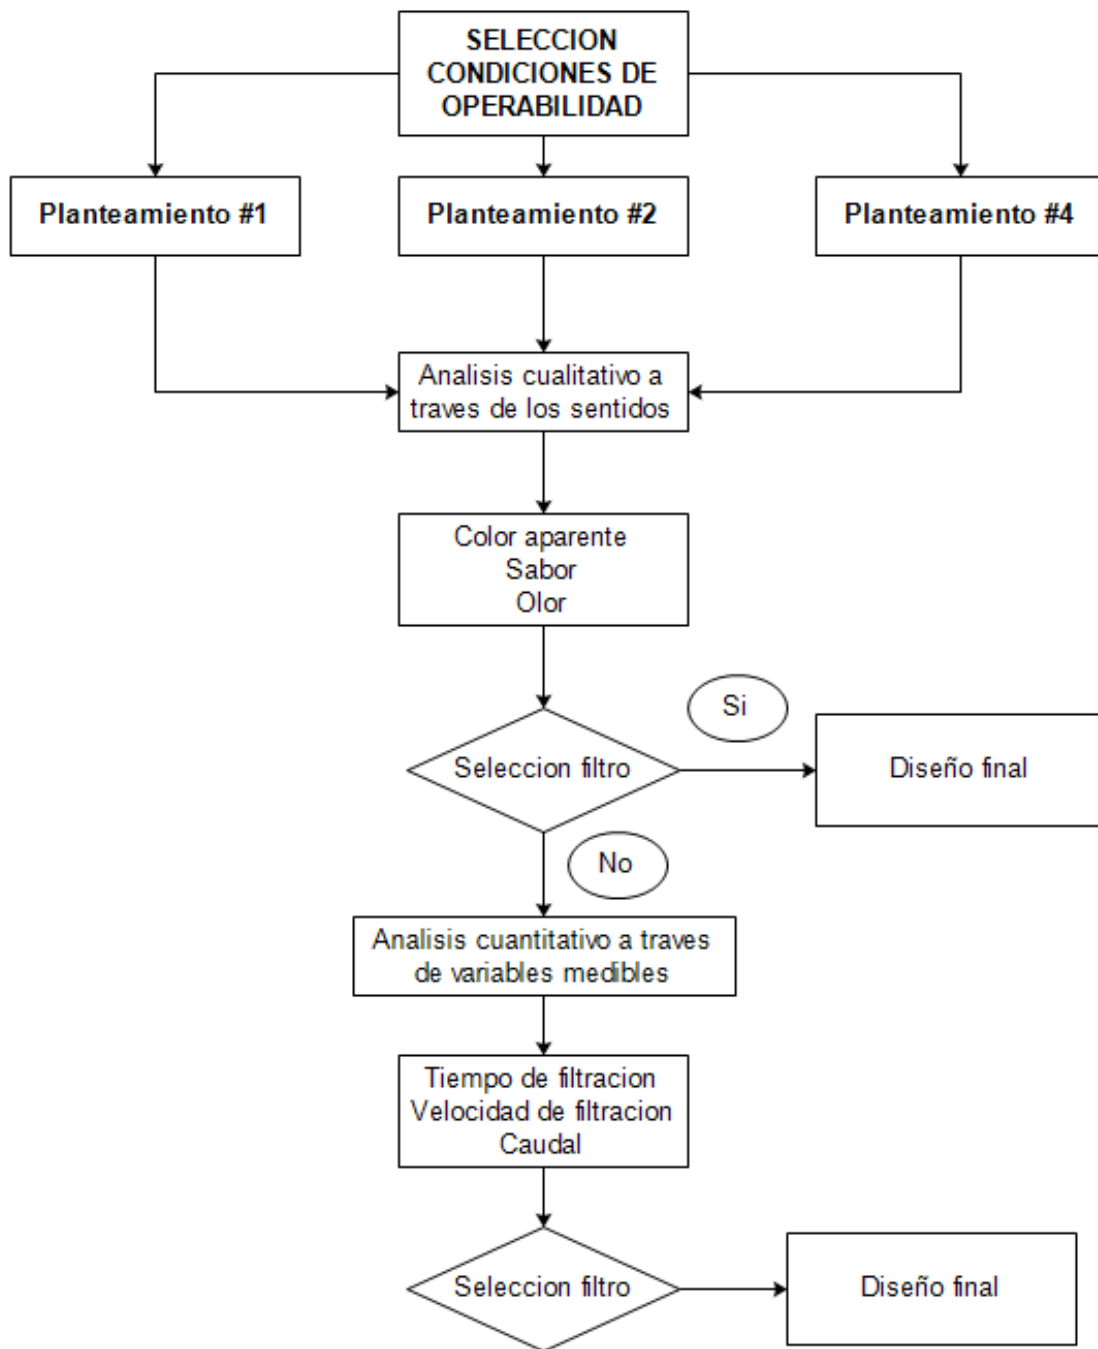 SELECCION
CONDICIONES DE
OPERABILIDAD
Planteamiento #1
Planteamiento #2
Planteamiento #4
Analisis cualitativo a
traves de los sentidos
Color aparente
Sabor
Olor
Si
Seleccion filtro
Diseño final
No
Analisis cuantitativo a traves
de variables medibles
Tiempo de filtracion
Velocidad de filtracion
Caudal
Seleccion filtro
Diseño final